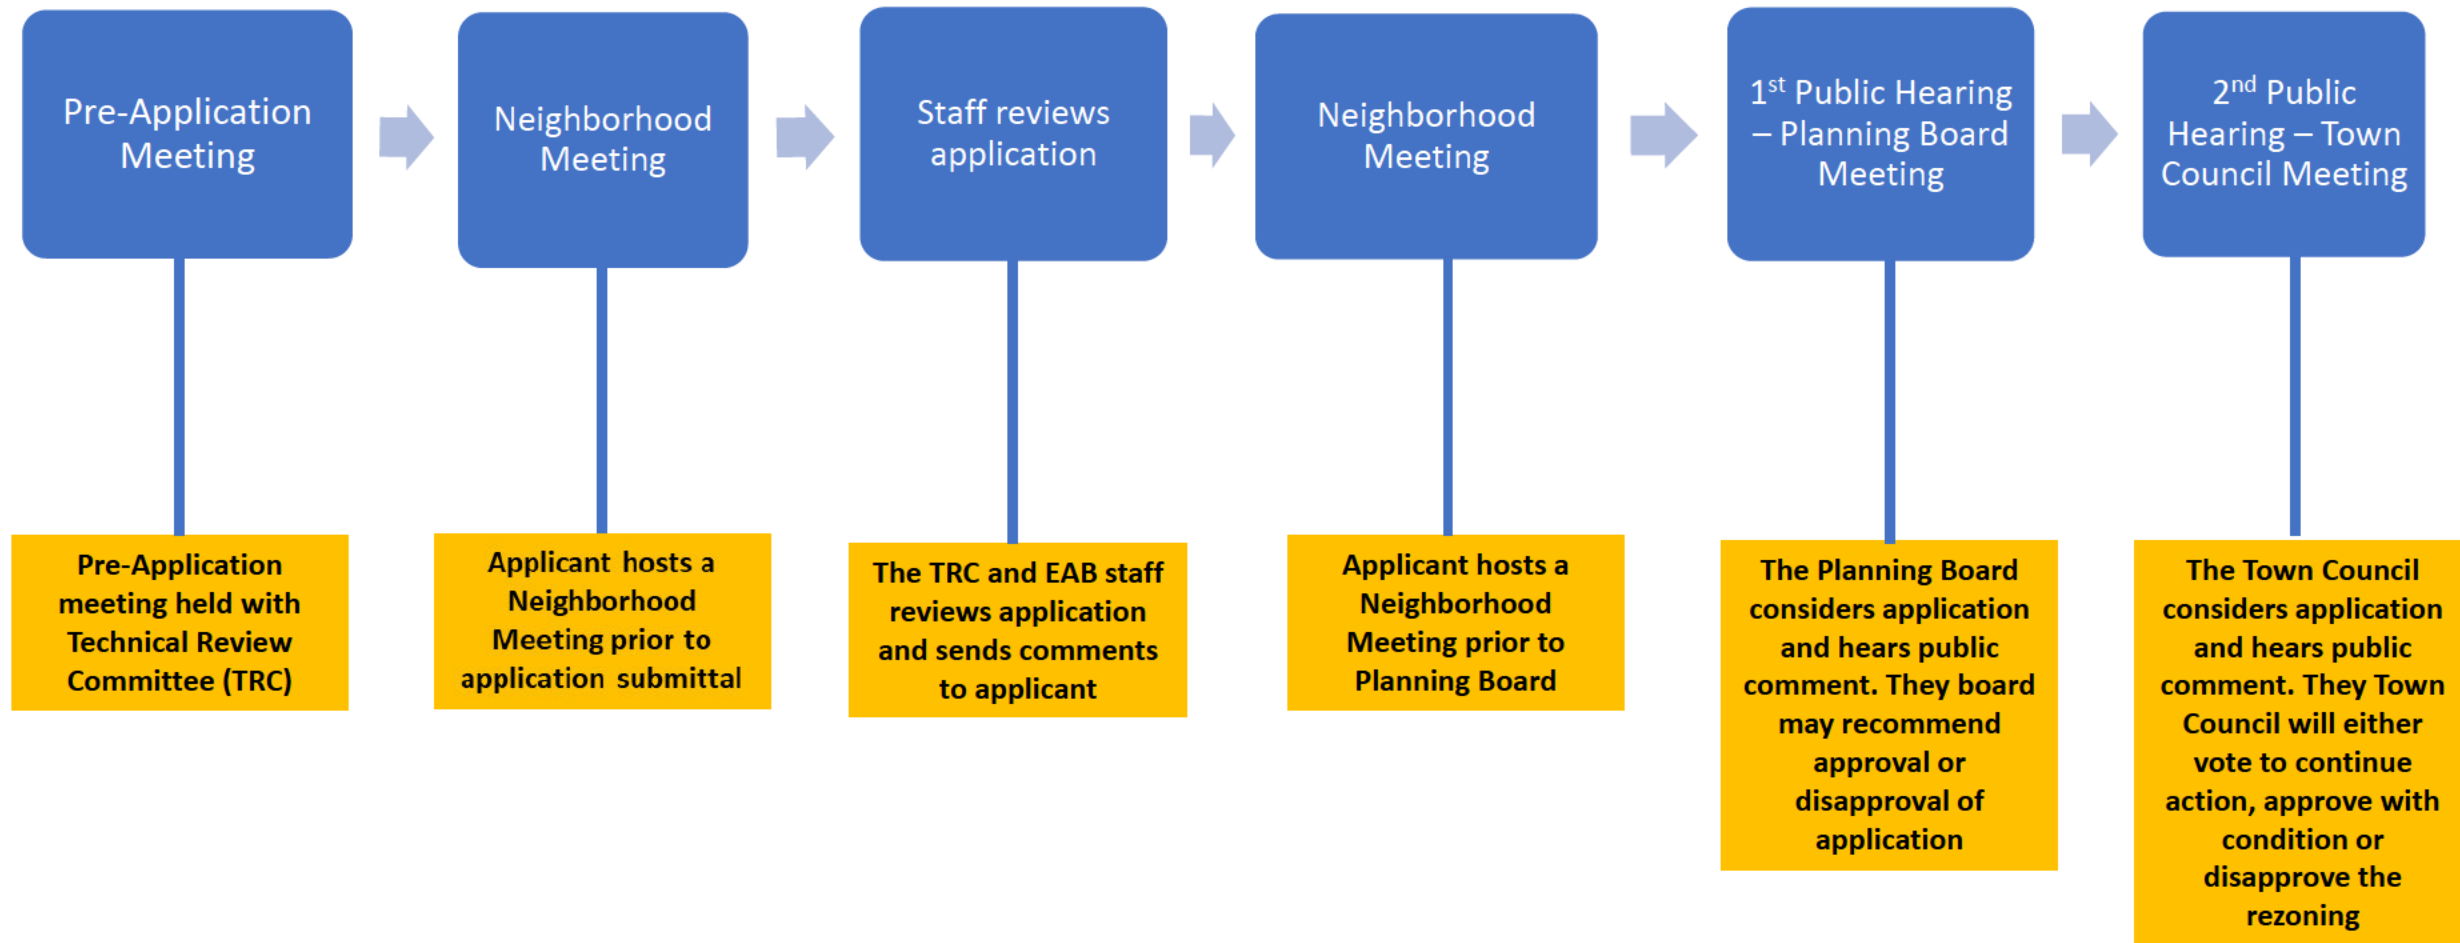 Pre-Application
Meeting
Neighborhood
Meeting
Staff reviews
application
Neighborhood
Meeting
1st Public Hearing
– Planning Board
Meeting
2nd Public
Hearing – Town
Council Meeting
Pre-Application
meeting held with
Technical Review
Committee (TRC)
Applicant hosts a
Neighborhood
Meeting prior to
application submittal
The TRC and EAB staff
reviews application
and sends comments
to applicant
Applicant hosts a
Neighborhood
Meeting prior to
Planning Board
The Planning Board
considers application
and hears public
comment. They board
may recommend
approval or
disapproval of
application
The Town Council
considers application
and hears public
comment. They Town
Council will either
vote to continue
action, approve with
condition or
disapprove the
rezoning